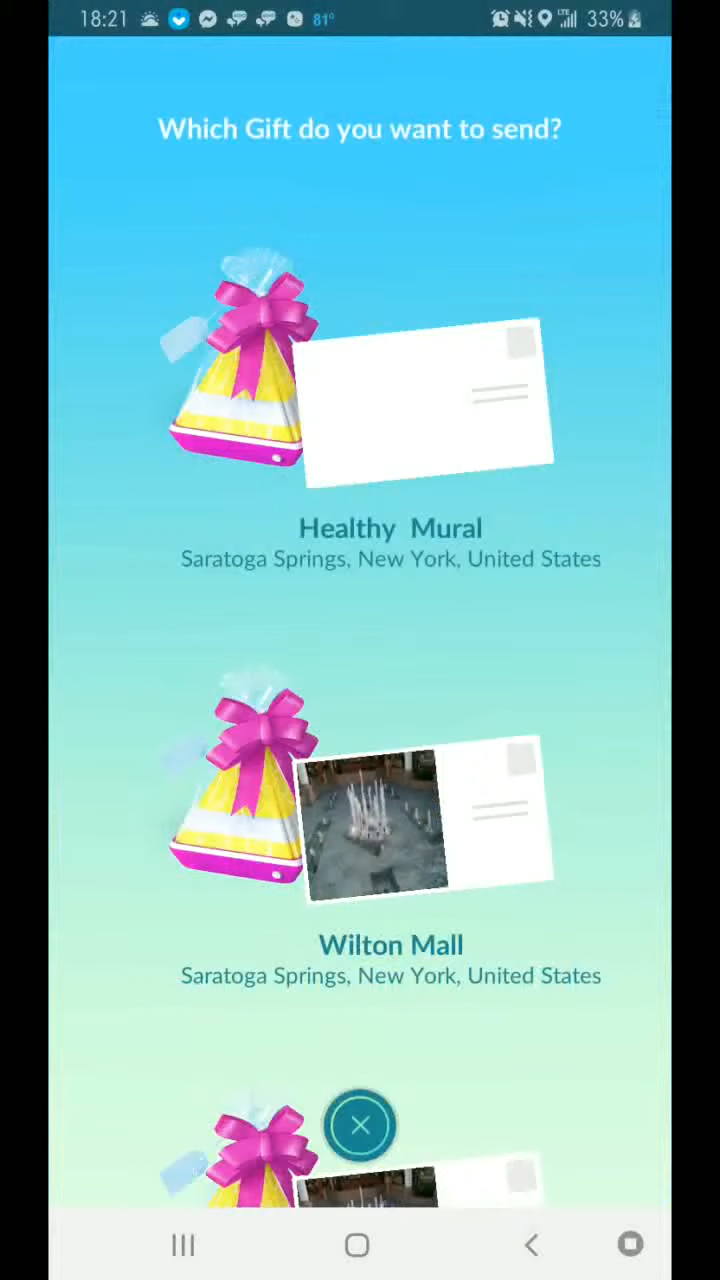 18:21 81° LTE 33%
Which Gift do you want to send?
Healthy Mural
Saratoga Springs, New York, United States
Wilton Mall
Saratoga Springs, New York, United States